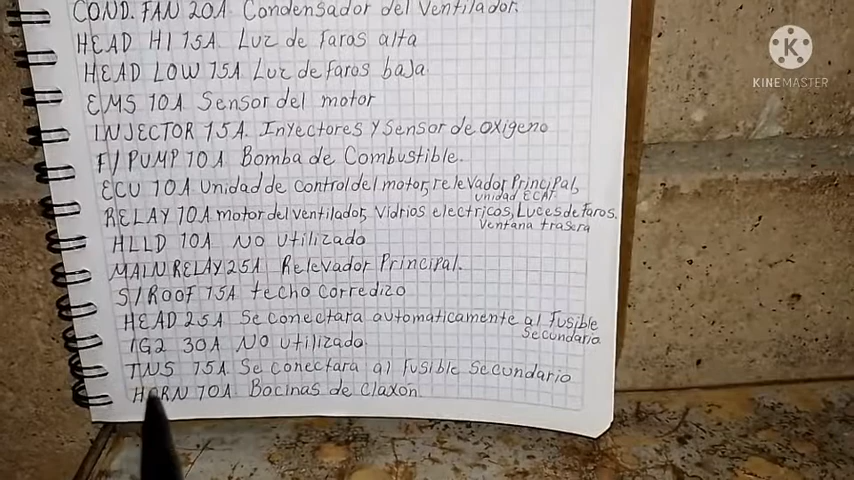 COND. FAN 20A Condensador del Ventilador.
HEAD HI 15A Luz de faros alta
HEAD LOW 15A Luz de faros baja
EMS 10A Sensor del motor
INJECTOR 15A Inyectores y Sensor de oxigeno
F/PUMP 10A Bomba de Combustible.
ECU 10A Unidad de control del motor, relevador Principal,
unidad ECAT
RELAY 10A motor del ventilador, Vidrios electricos, Luces de Faros.
Ventana trasera
HLLD 10A NO utilizado
MAIN RELAY 25A Relevador Principal.
S/ROOF 15A techo corredizo
HEAD 25A Se conectara automaticamente al Fusible
Secundario
IG2 30A NO utilizado.
TNS 15A Se conectara al fusible secundario
HORN 10A Bocinas de claxón
KINEMASTER